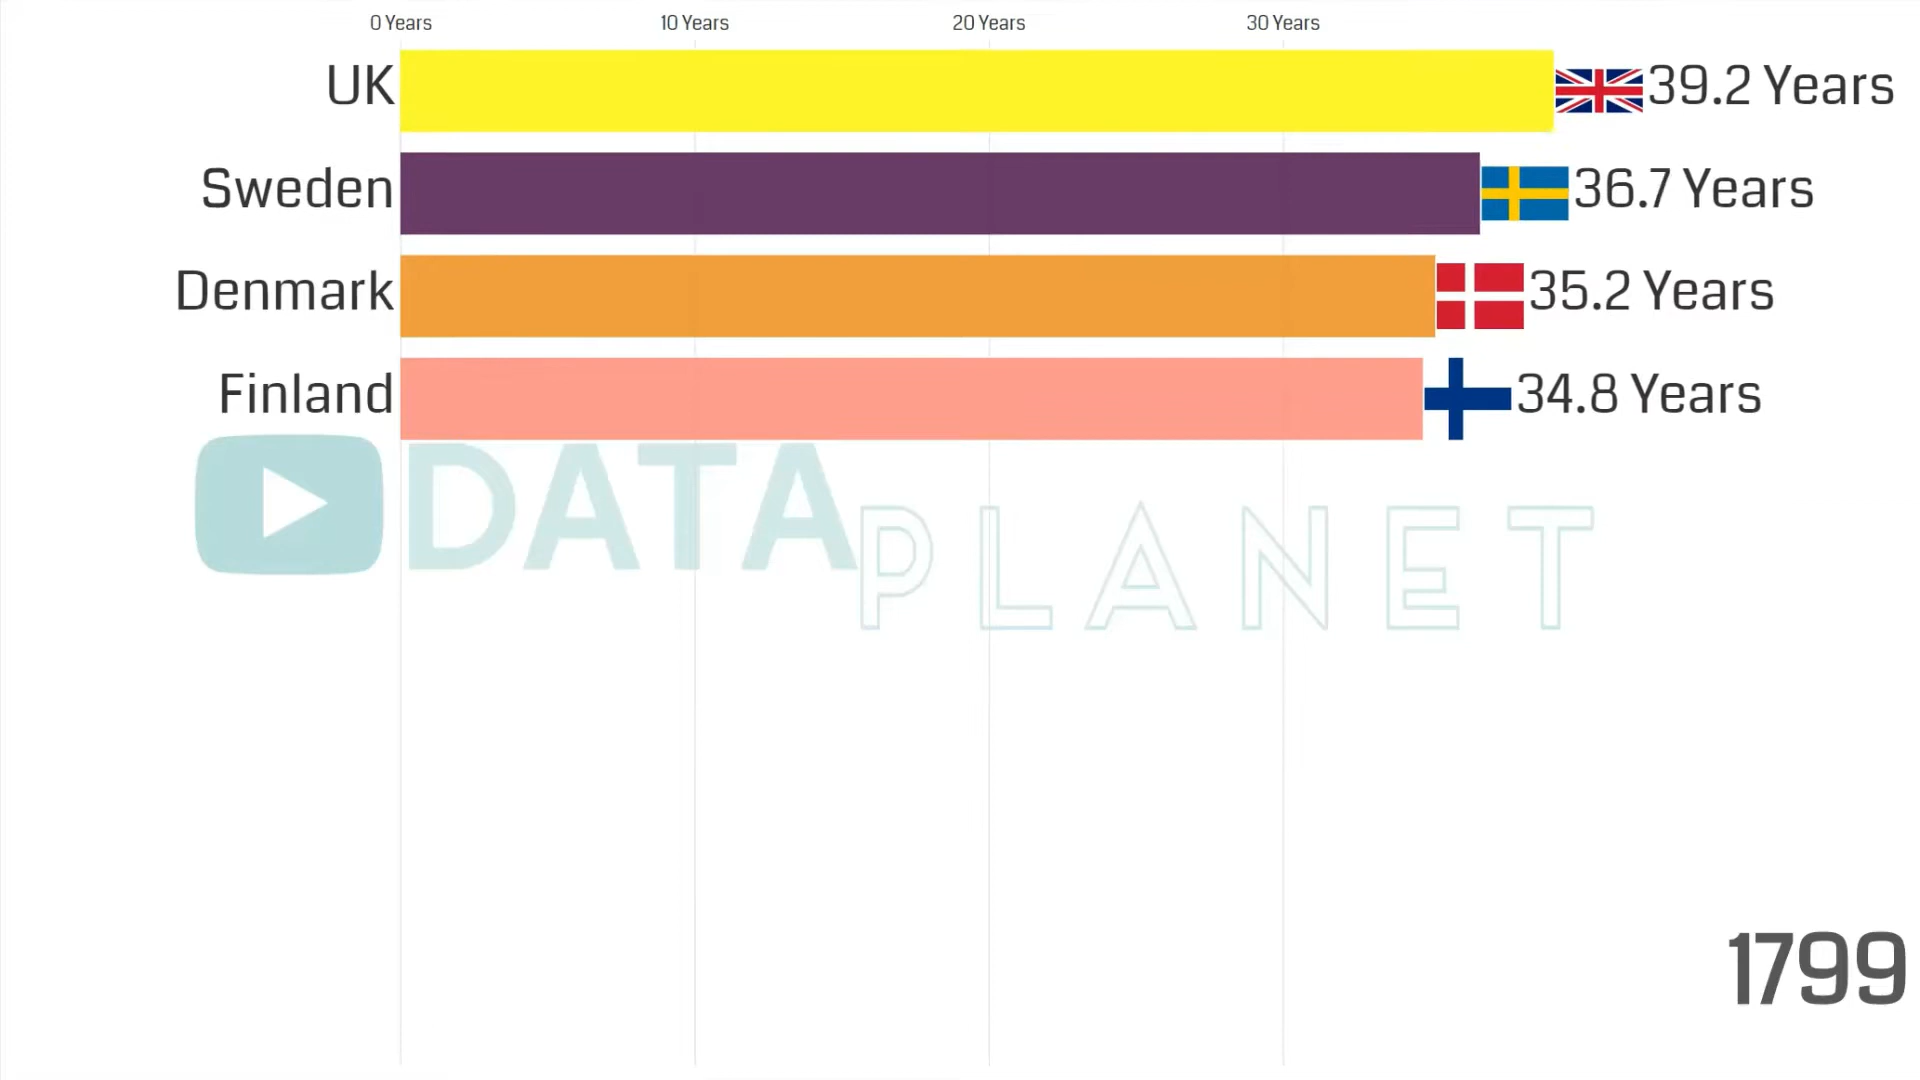 0 Years 10 Years 20 Years 30 Years
UK 39.2 Years
Sweden 36.7 Years
Denmark 35.2 Years
Finland 34.8 Years
DATA PLANET
1799